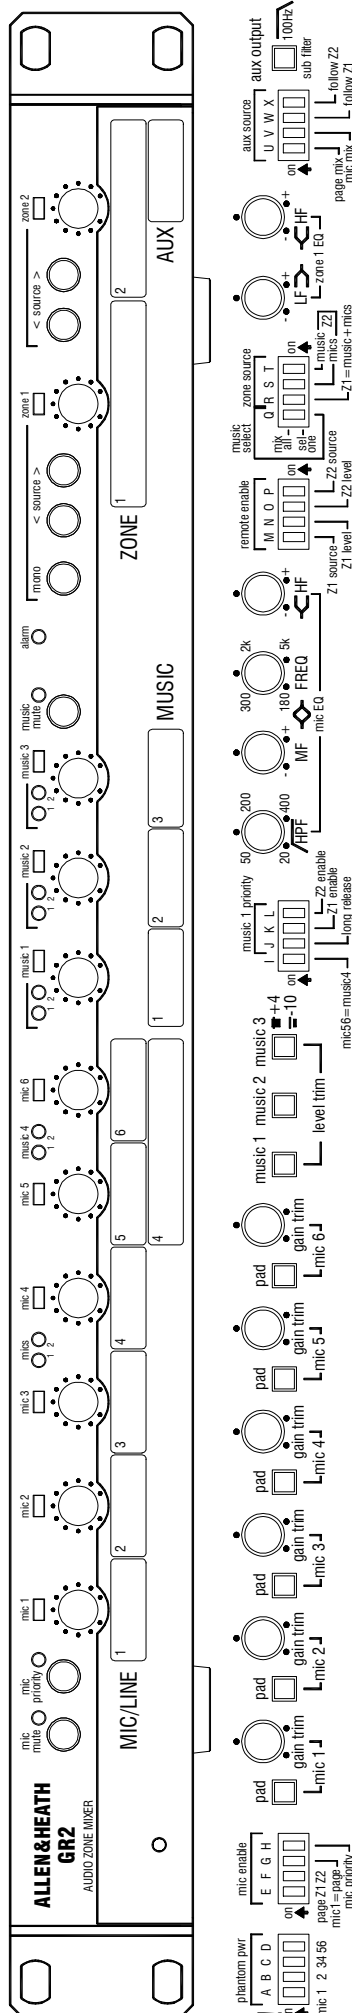 ALLEN&HEATH
GR2
AUDIO ZONE MIXER
mic mute
mic priority
mic 1
mic 2
mic 3
mics
1 2
mic 4
mic 5
music 4
1 2
mic 6
music 1
1 2
music 2
1 2
music 3
1 2
music mute
alarm
mono
< source >
zone 1
< source >
zone 2
MIC/LINE
1
2
3
4
5
6
4
MUSIC
1
2
3
ZONE
1
2
AUX
phantom pwr
A B C D
on
mic 1 2 34 56
mic enable
E F G H
on
page Z1 Z2
mic1=page
mic priority
pad
gain trim
mic 1
pad
gain trim
mic 2
pad
gain trim
mic 3
pad
gain trim
mic 4
pad
gain trim
mic 5
pad
gain trim
mic 6
music 1
music 2
music 3
+4
-10
level trim
music 1 priority
I J K L
on
mic56=music4
long release
Z1 enable
Z2 enable
50 200
20 400
HPF
- +
MF
300 2k
180 5k
FREQ
- +
HF
mic EQ
remote enable
M N O P
on
Z1 source
Z1 level
Z2 level
Z2 source
music select
mix all
sel one
zone source
Q R S T
on
music Z2
mics
Z1=music+mics
- +
LF
- +
HF
zone 1 EQ
aux source
U V W X
on
page mix
mic mix
follow Z1
follow Z2
aux output
100Hz
sub filter